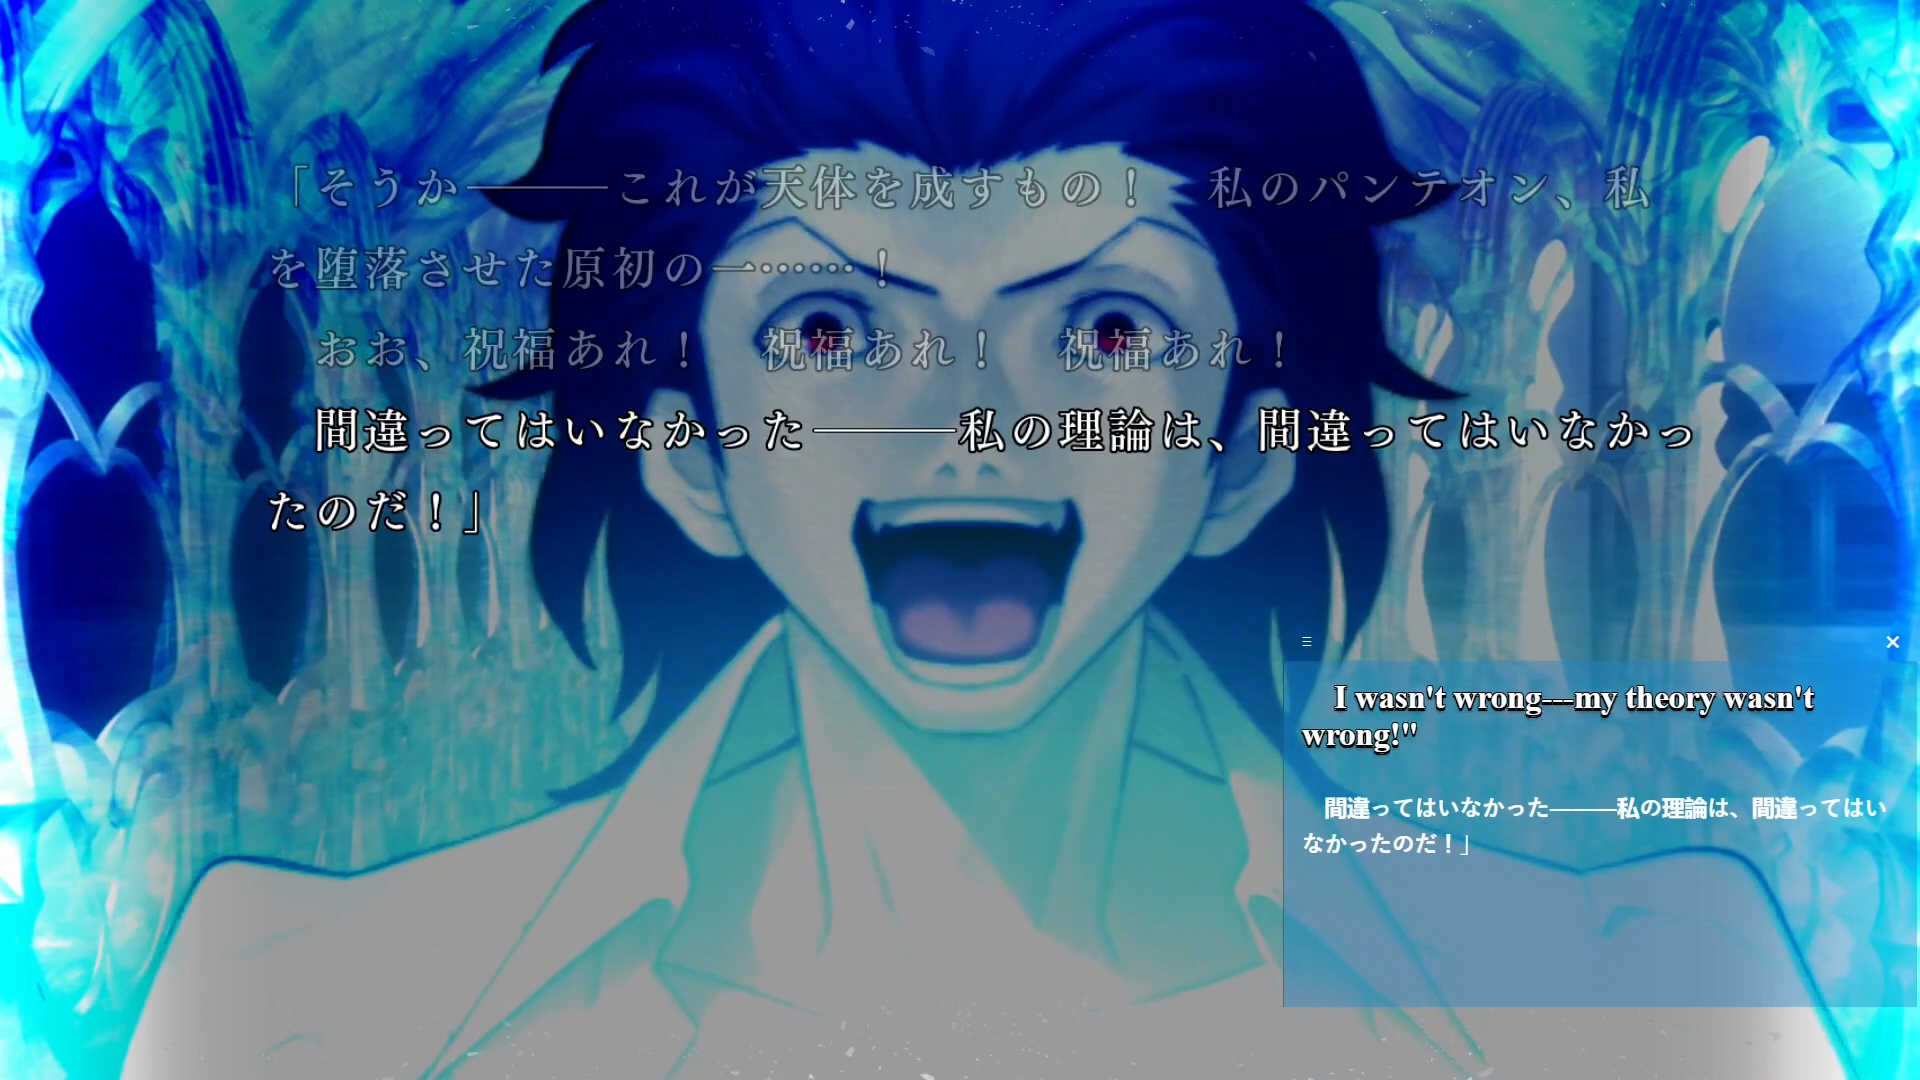 「そうか―――これが天体を成すもの！　私のパンテオン、私
を堕落させた原初の一……！
　おお、祝福あれ！　祝福あれ！　祝福あれ！
　間違ってはいなかった―――私の理論は、間違ってはいなかっ
たのだ！」
☰ ×
I wasn't wrong---my theory wasn't
wrong!"
　間違ってはいなかった―――私の理論は、間違ってはい
なかったのだ！」